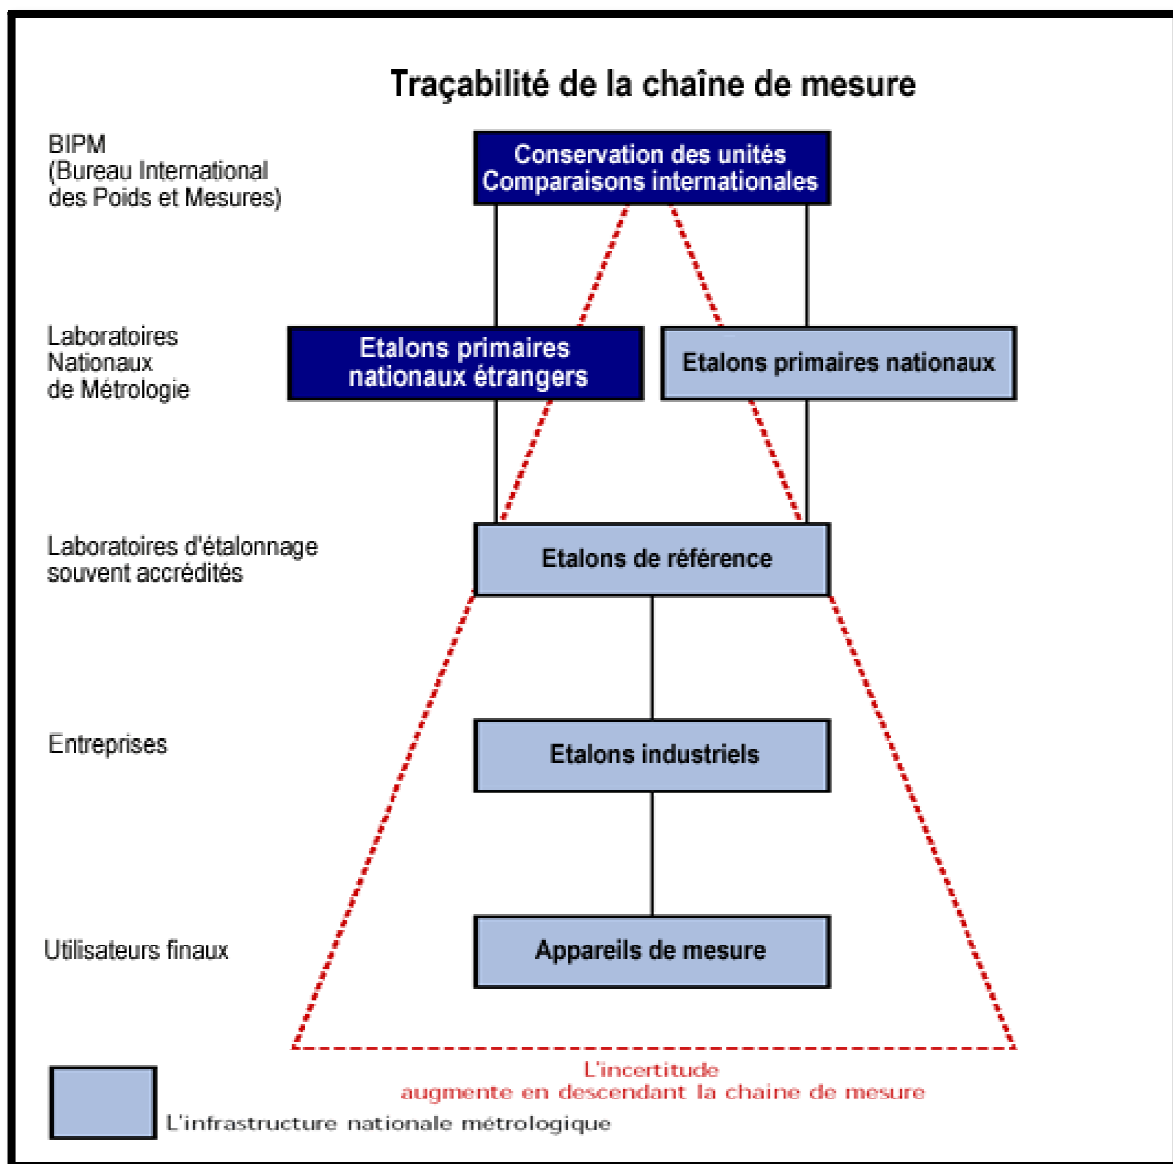 Traçabilité de la chaîne de mesure
BIPM
(Bureau International
des Poids et Mesures)
Conservation des unités
Comparaisons internationales
Laboratoires
Nationaux
de Métrologie
Etalons primaires
nationaux étrangers
Etalons primaires nationaux
Laboratoires d'étalonnage
souvent accrédités
Etalons de référence
Entreprises
Etalons industriels
Utilisateurs finaux
Appareils de mesure
L'incertitude
augmente en descendant la chaine de mesure
L'infrastructure nationale métrologique